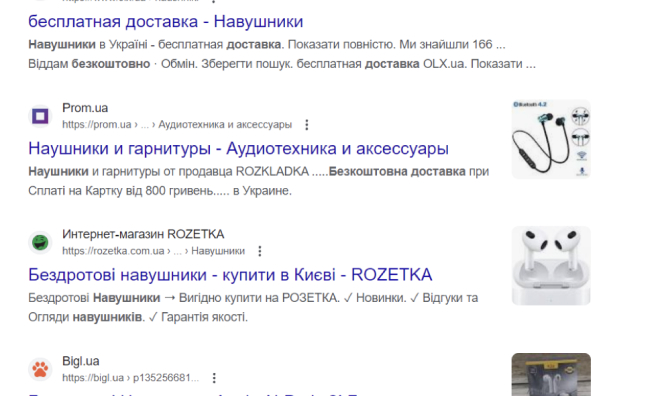 бесплатная доставка - Навушники
Навушники в Україні - бесплатная доставка. Показати повністю. Ми знайшли 166 ...
Віддам безкоштовно · Обмін. Зберегти пошук. бесплатная доставка OLX.ua. Показати ...
Prom.ua
https://prom.ua › ... › Аудиотехника и аксессуары
Bluetooth 4.2
Наушники и гарнитуры - Аудиотехника и аксессуары
Наушники и гарнитуры от продавца ROZKLADKA .....Безкоштовна доставка при
Сплаті на Картку від 800 гривень..... в Украине.
Интернет-магазин ROZETKA
https://rozetka.com.ua › ... › Навушники
Бездротові навушники - купити в Києві - ROZETKA
Бездротові Навушники → Вигідно купити на РОЗЕТКА. ✓ Новинки. ✓ Відгуки та
Огляди навушників. ✓ Гарантія якості.
Bigl.ua
https://bigl.ua › p135256681...